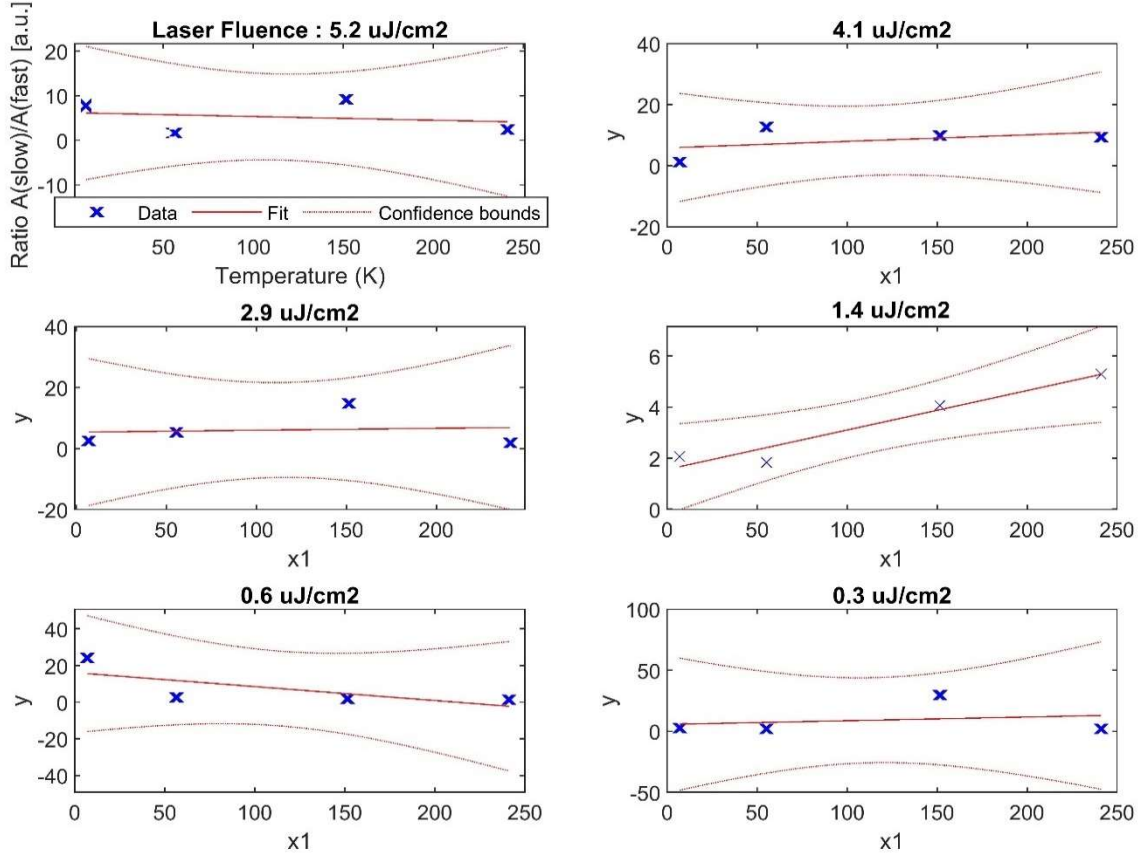 Laser Fluence : 5.2 uJ/cm2
Ratio A(slow)/A(fast) [a.u.]
20
10
0
-10
Data Fit Confidence bounds
50 100 150 200 250
Temperature (K)
4.1 uJ/cm2
y
40
20
0
-20
0 50 100 150 200 250
x1
2.9 uJ/cm2
y
40
20
0
-20
0 50 100 150 200
x1
1.4 uJ/cm2
y
6
4
2
0
0 50 100 150 200 250
x1
0.6 uJ/cm2
y
40
20
0
-20
-40
0 50 100 150 200 250
x1
0.3 uJ/cm2
y
100
50
0
-50
0 50 100 150 200 250
x1